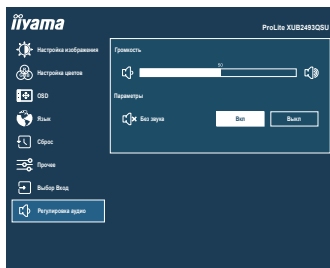 iiyama
ProLite XUB2493QSU
Настройка изображения
Настройка цветов
OSD
Язык
Сброс
Прочее
Выбор Вход
Регулировка аудио
Громкость
50
Параметры
Без звука
Вкл
Выкл